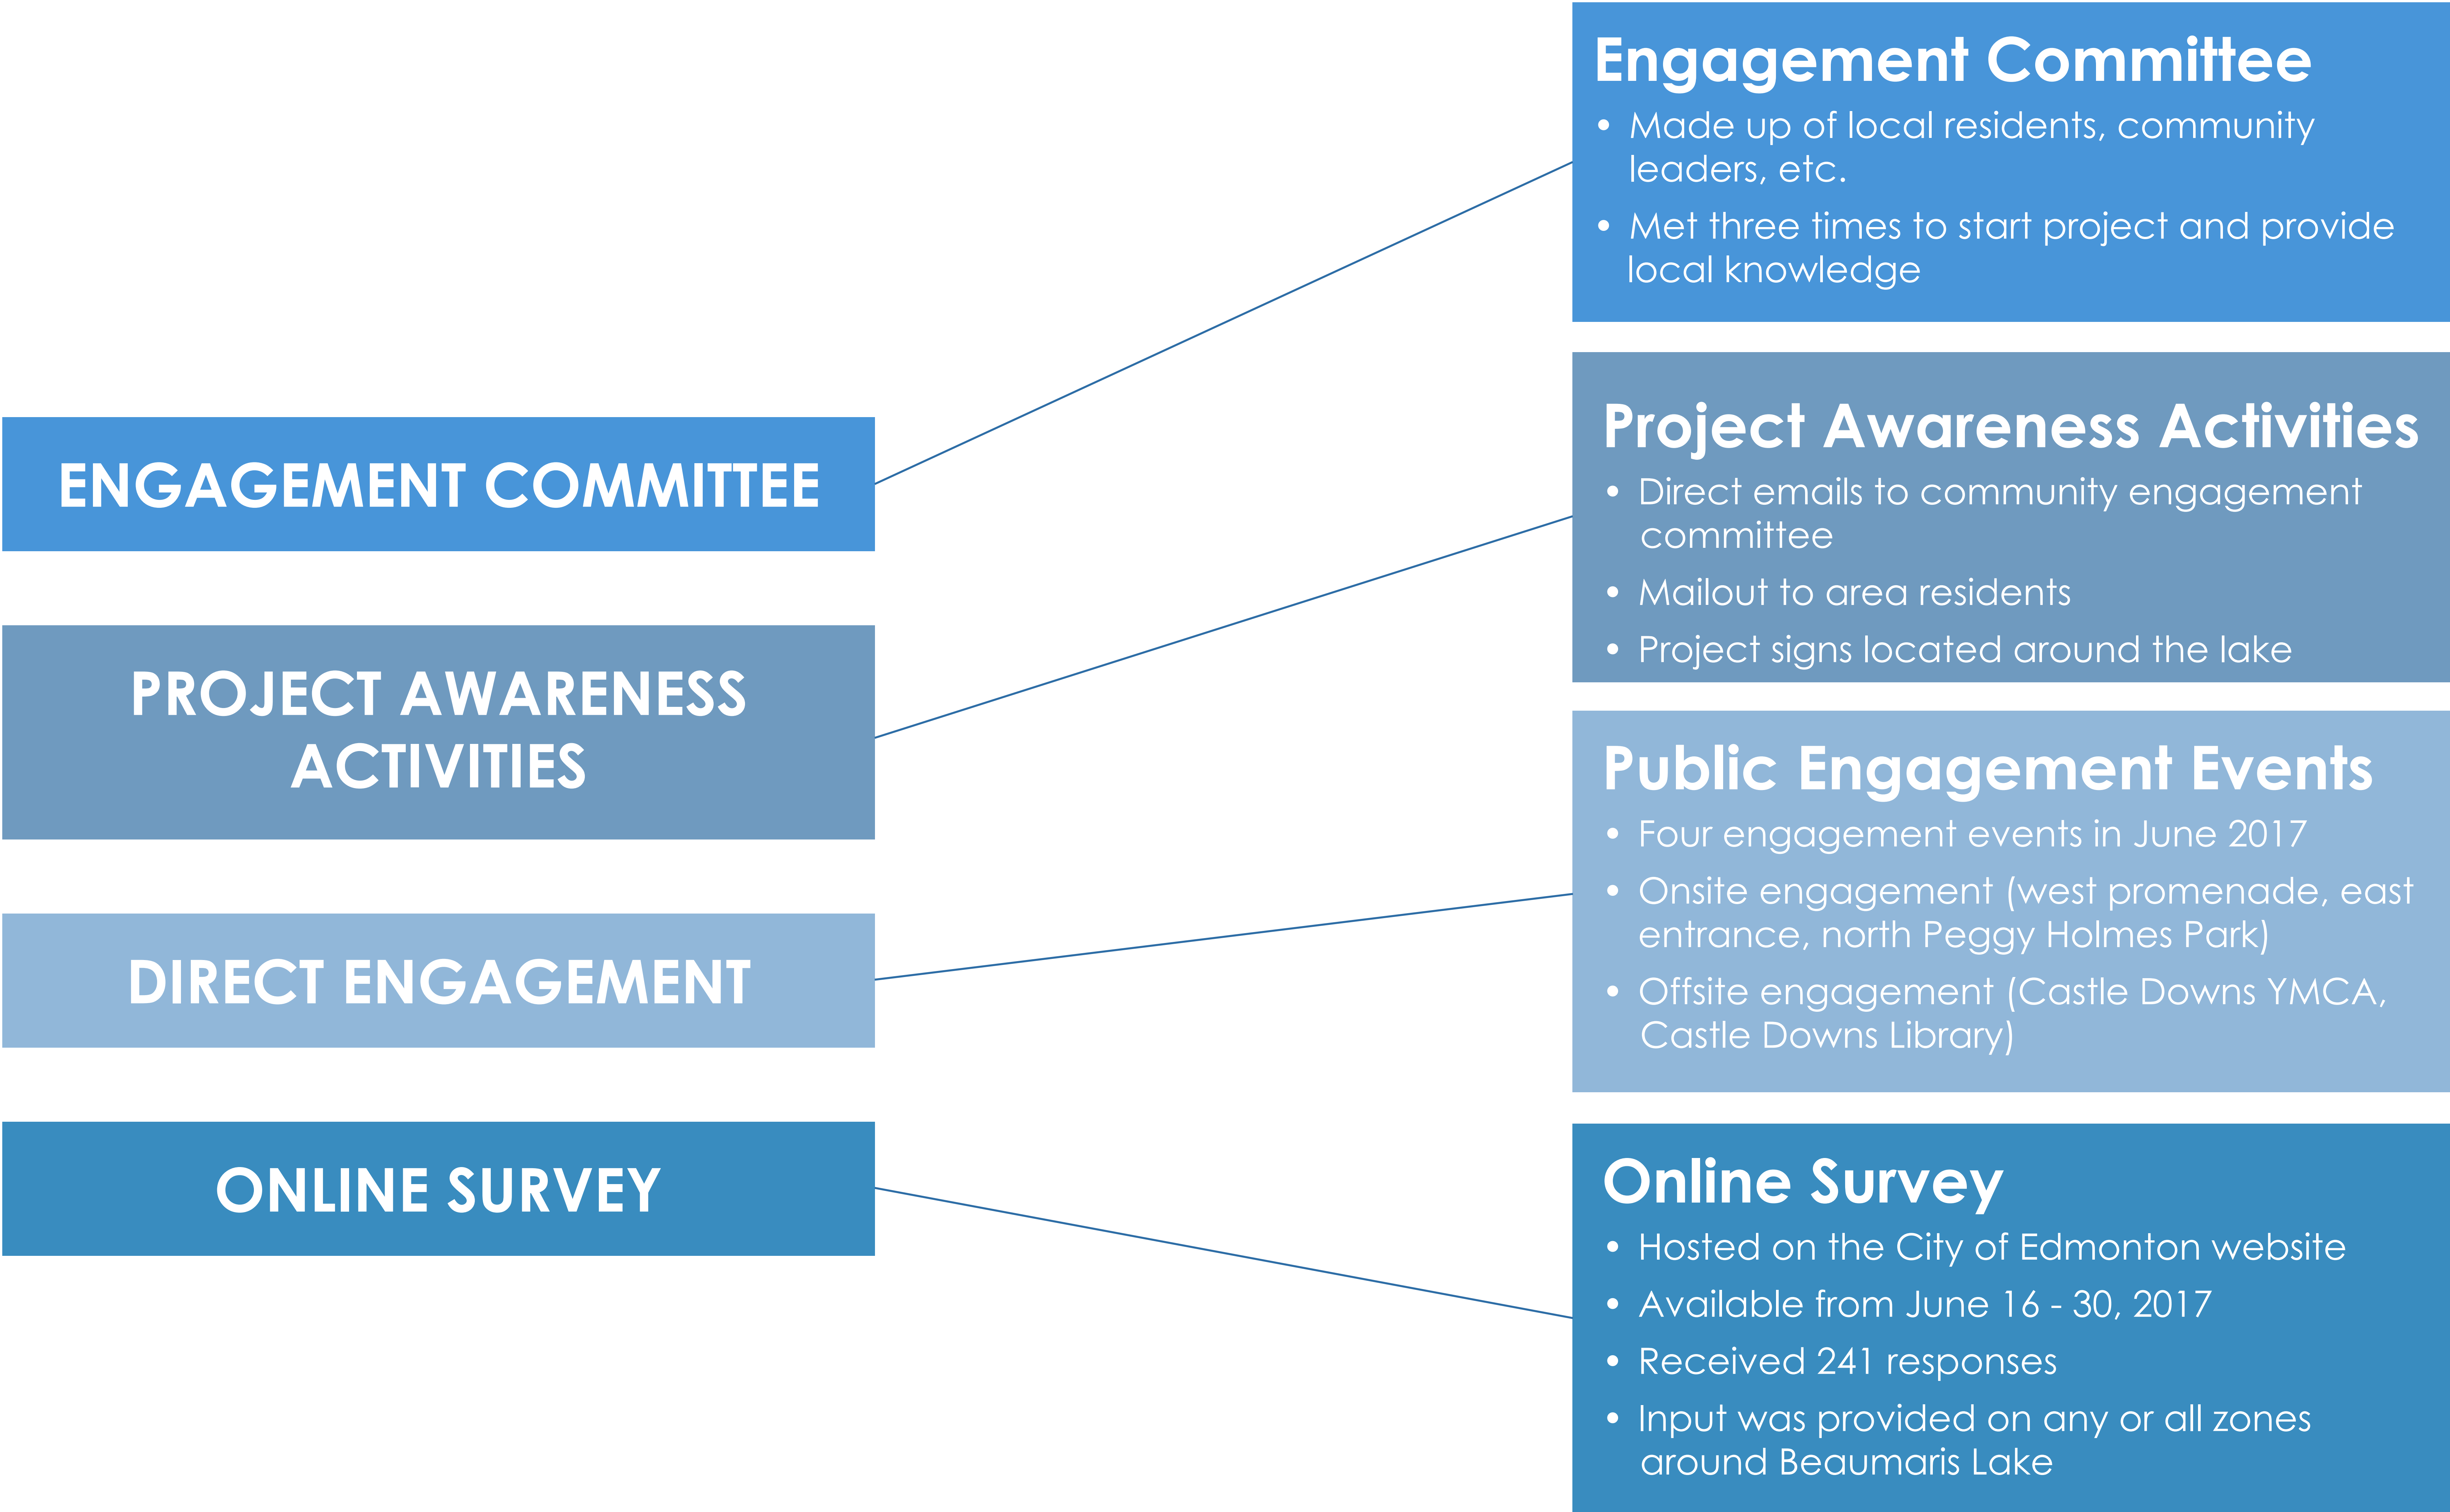 ENGAGEMENT COMMITTEE
PROJECT AWARENESS
ACTIVITIES
DIRECT ENGAGEMENT
ONLINE SURVEY
Engagement Committee
• Made up of local residents, community
leaders, etc.
• Met three times to start project and provide
local knowledge
Project Awareness Activities
• Direct emails to community engagement
committee
• Mailout to area residents
• Project signs located around the lake
Public Engagement Events
• Four engagement events in June 2017
• Onsite engagement (west promenade, east
entrance, north Peggy Holmes Park)
• Offsite engagement (Castle Downs YMCA,
Castle Downs Library)
Online Survey
• Hosted on the City of Edmonton website
• Available from June 16 - 30, 2017
• Received 241 responses
• Input was provided on any or all zones
around Beaumaris Lake